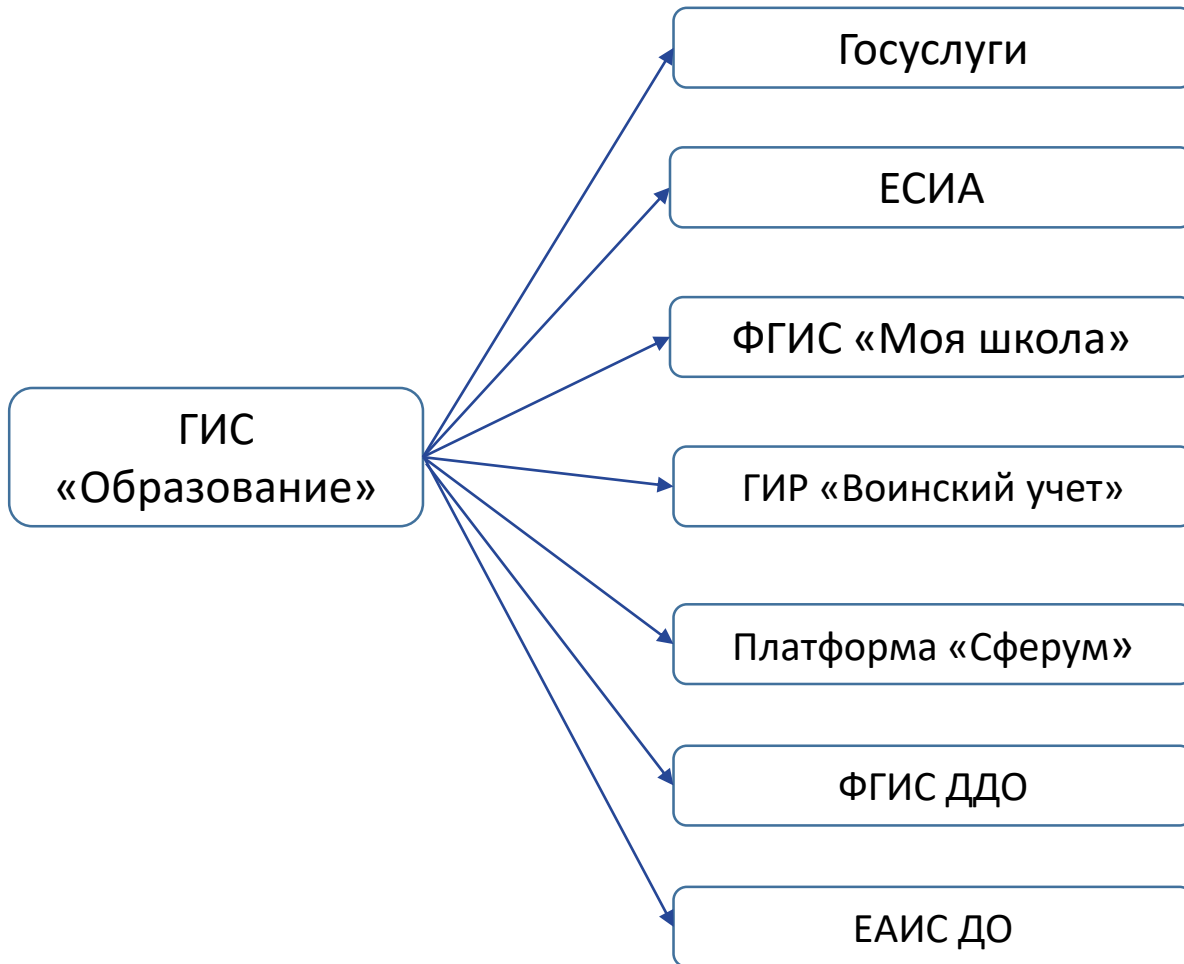 Госуслуги
ЕСИА
ФГИС «Моя школа»
ГИС
«Образование»
ГИР «Воинский учет»
Платформа «Сферум»
ФГИС ДДО
ЕАИС ДО